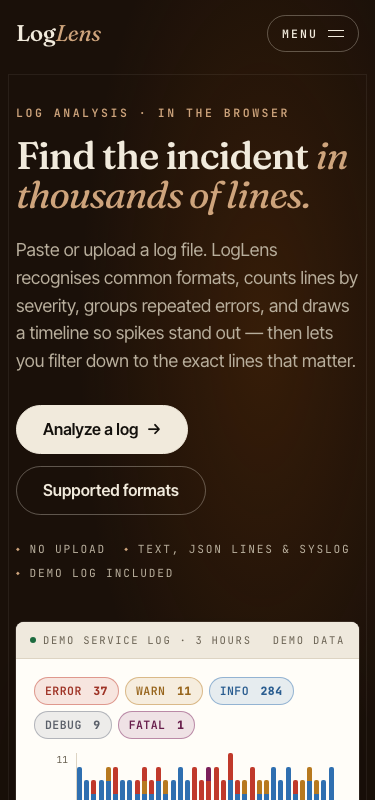 LogLens
MENU
LOG ANALYSIS · IN THE BROWSER
Find the incident in
thousands of lines.
Paste or upload a log file. LogLens
recognises common formats, counts lines by
severity, groups repeated errors, and draws
a timeline so spikes stand out — then lets
you filter down to the exact lines that matter.
Analyze a log →
Supported formats
NO UPLOAD
TEXT, JSON LINES & SYSLOG
DEMO LOG INCLUDED
DEMO SERVICE LOG · 3 HOURS
DEMO DATA
ERROR 37
WARN 11
INFO 284
DEBUG 9
FATAL 1
11